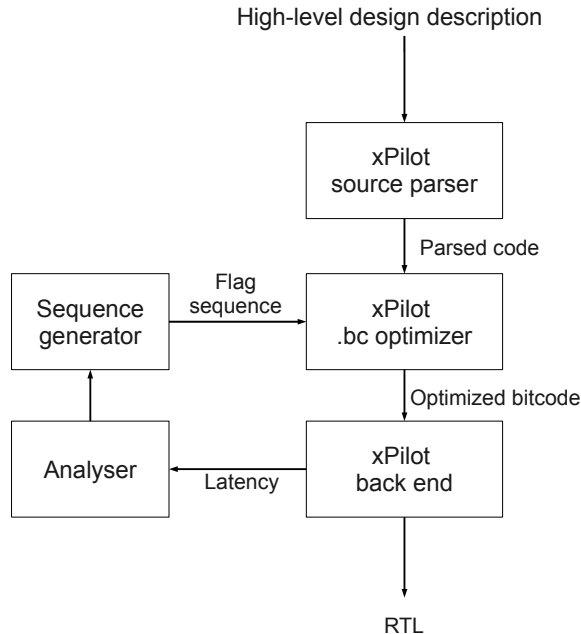 High-level design description
xPilot
source parser
Parsed code
Flag
sequence
Sequence
generator
xPilot
.bc optimizer
Optimized bitcode
Analyser
Latency
xPilot
back end
RTL